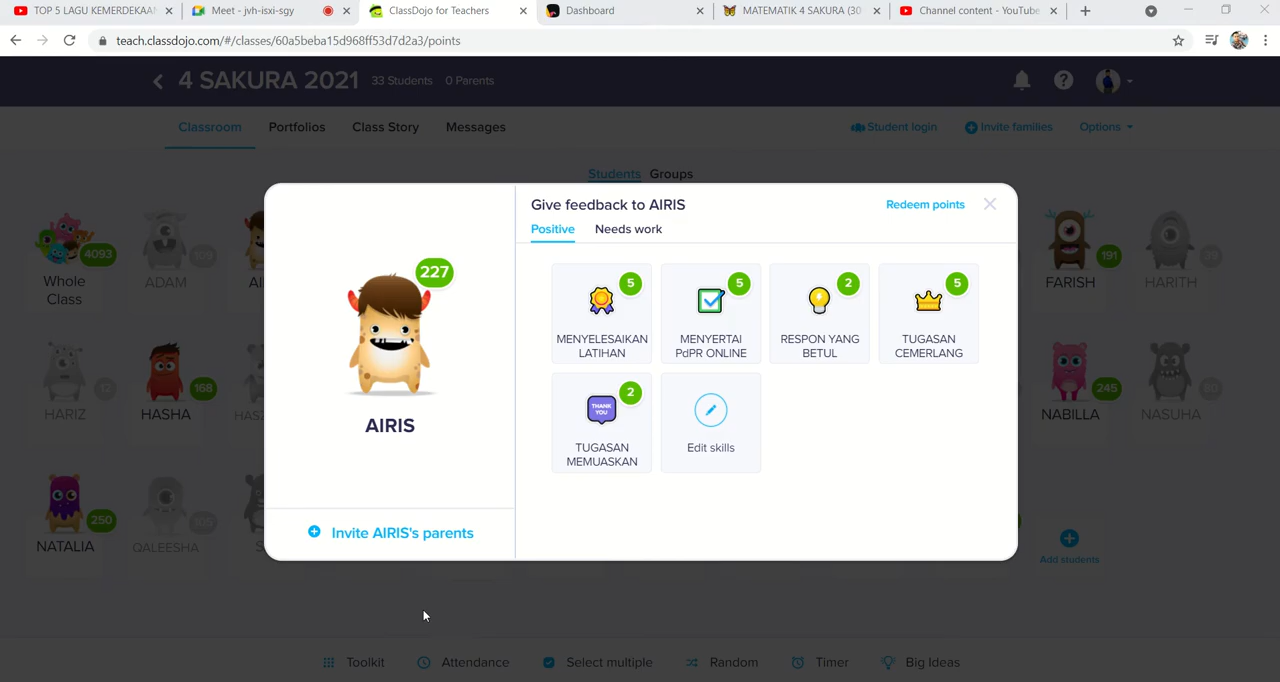 TOP 5 LAGU KEMERDEKAAN
Meet - jvh-isxi-sgy
ClassDojo for Teachers
Dashboard
MATEMATIK 4 SAKURA (30
Channel content - YouTube
teach.classdojo.com/#/classes/60a5beba15d968ff53d7d2a3/points
4 SAKURA 2021
33 Students
0 Parents
Classroom
Portfolios
Class Story
Messages
Student login
Invite families
Options
Students
Groups
Give feedback to AIRIS
Redeem points
Positive
Needs work
227
AIRIS
Invite AIRIS's parents
5
MENYELESAIKAN
LATIHAN
5
MENYERTAI
PdPR ONLINE
2
RESPON YANG
BETUL
5
TUGASAN
CEMERLANG
THANK
YOU
2
TUGASAN
MEMUASKAN
Edit skills
4093
Whole
Class
ADAM
191
FARISH
39
HARITH
12
HARIZ
168
HASHA
245
NABILLA
NASUHA
250
NATALIA
QALEESHA
Add students
Toolkit
Attendance
Select multiple
Random
Timer
Big Ideas